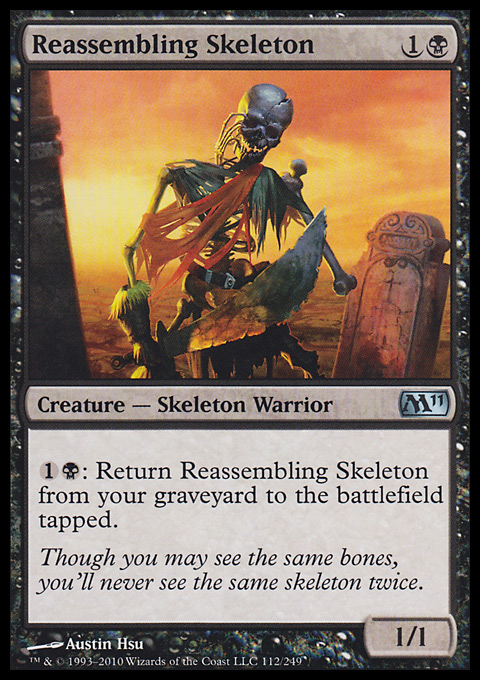 Reassembling Skeleton 1
Creature — Skeleton Warrior M11
1: Return Reassembling Skeleton
from your graveyard to the battlefield
tapped.
Though you may see the same bones,
you'll never see the same skeleton twice.
Austin Hsu
1/1
™ & © 1993–2010 Wizards of the Coast LLC 112/249